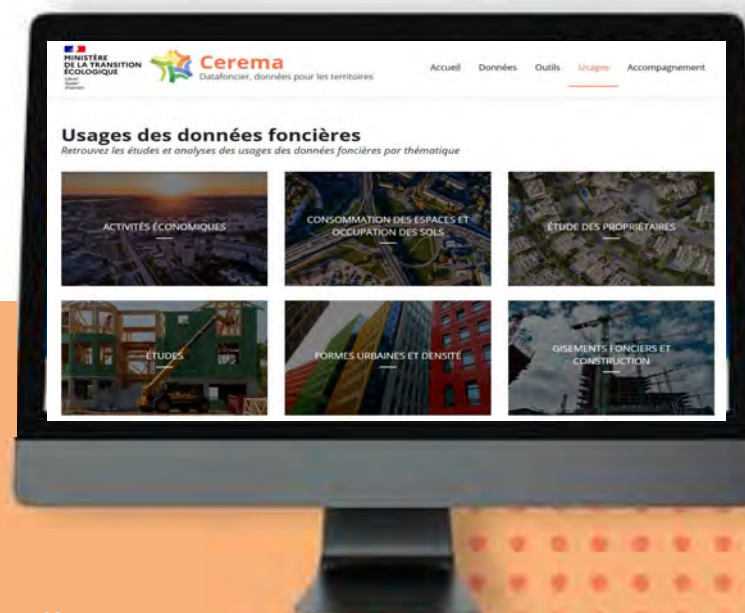 MINISTÈRE
DE LA TRANSITION
ÉCOLOGIQUE
Cerema
Datafoncier, données pour les territoires
Accueil Données Outils Usages Accompagnement
Usages des données foncières
Retrouvez les études et analyses des usages des données foncières par thématique
ACTIVITÉS ÉCONOMIQUES
CONSOMMATION DES ESPACES ET
OCCUPATION DES SOLS
ÉTUDE DES PROPRIÉTAIRES
ÉTUDES
FORMES URBAINES ET DENSITÉ
GISEMENTS FONCIERS ET
CONSTRUCTION